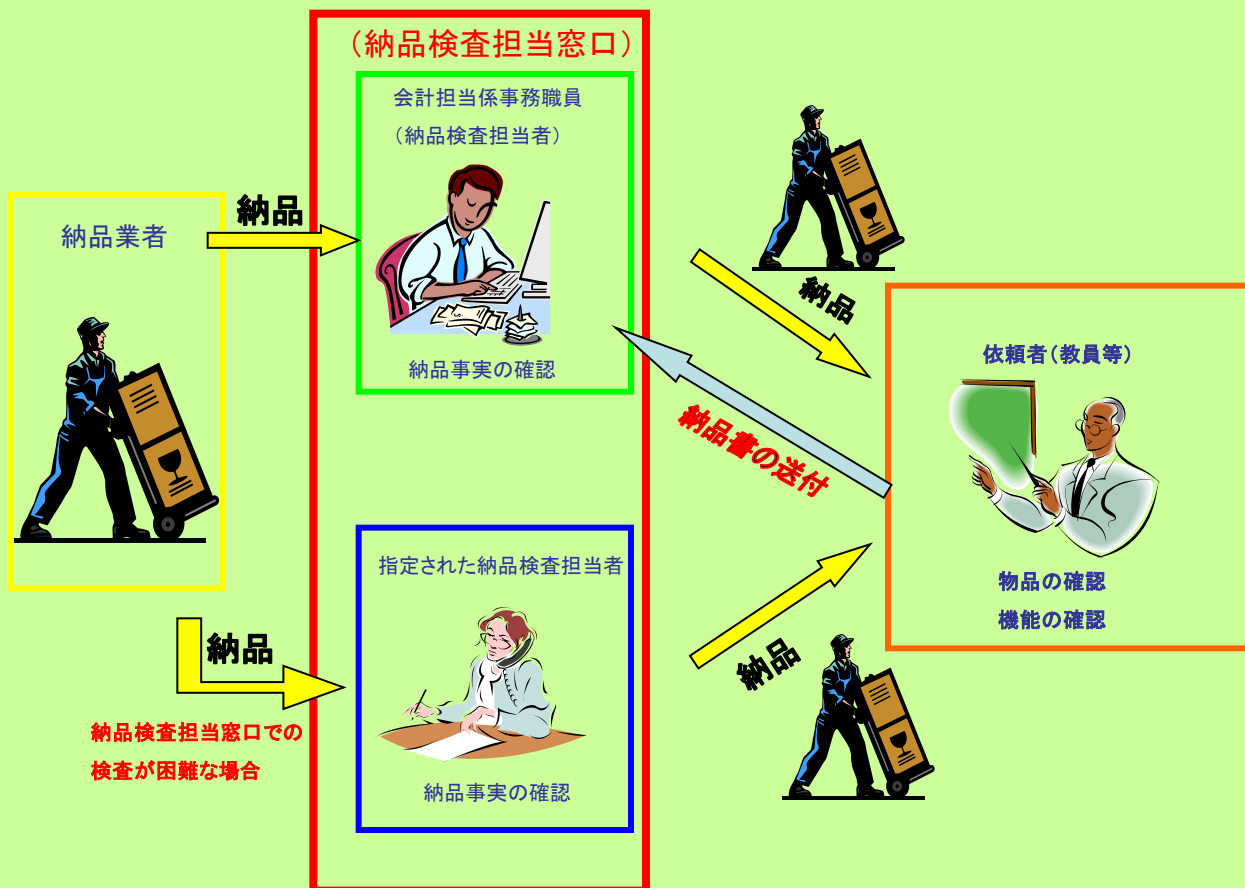 （納品検査担当窓口）
会計担当係事務職員
（納品検査担当者）
納品事実の確認
納品業者
納品
納品
納品検査担当窓口での
検査が困難な場合
指定された納品検査担当者
納品事実の確認
納品
納品書の送付
納品
依頼者（教員等）
物品の確認
機能の確認